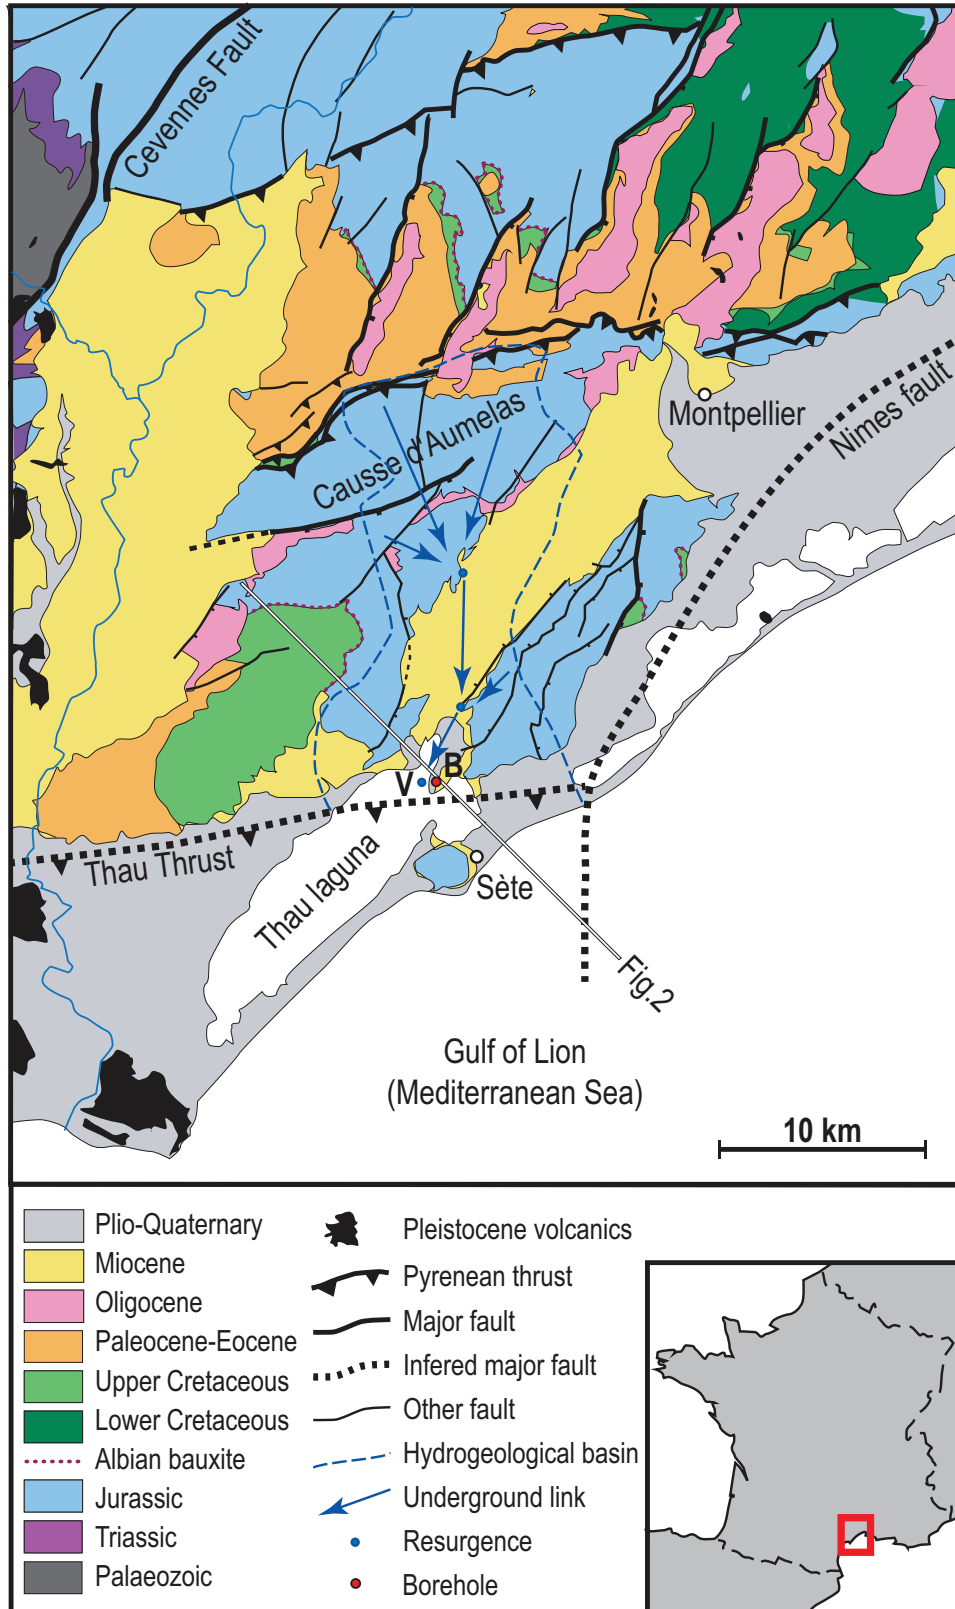 Cevennes Fault
Montpellier
Nimes fault
Causse d'Aumelas
V
B
Thau Thrust
Thau laguna
Sète
Fig.2
Gulf of Lion
(Mediterranean Sea)
10 km
Plio-Quaternary
Miocene
Oligocene
Paleocene-Eocene
Upper Cretaceous
Lower Cretaceous
Albian bauxite
Jurassic
Triassic
Palaeozoic
Pleistocene volcanics
Pyrenean thrust
Major fault
Infered major fault
Other fault
Hydrogeological basin
Underground link
Resurgence
Borehole